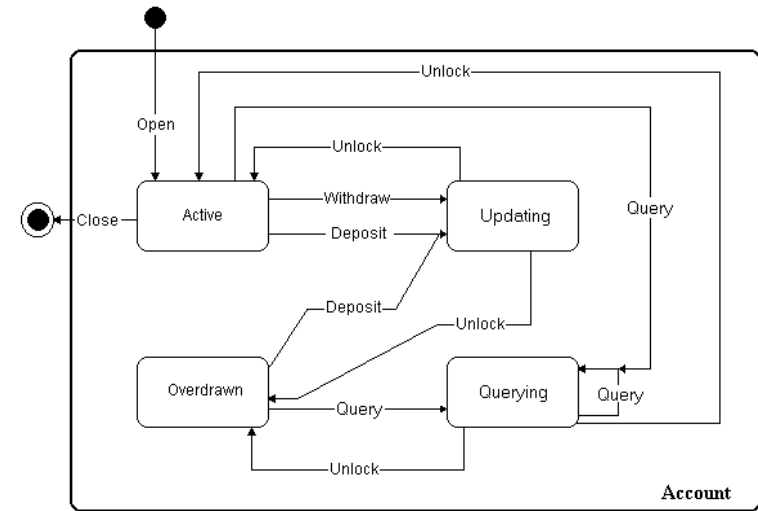 Unlock
Open
Unlock
Withdraw
Active
Updating
Query
Close
Deposit
Deposit
Unlock
Overdrawn
Querying
Query
Query
Unlock
Account